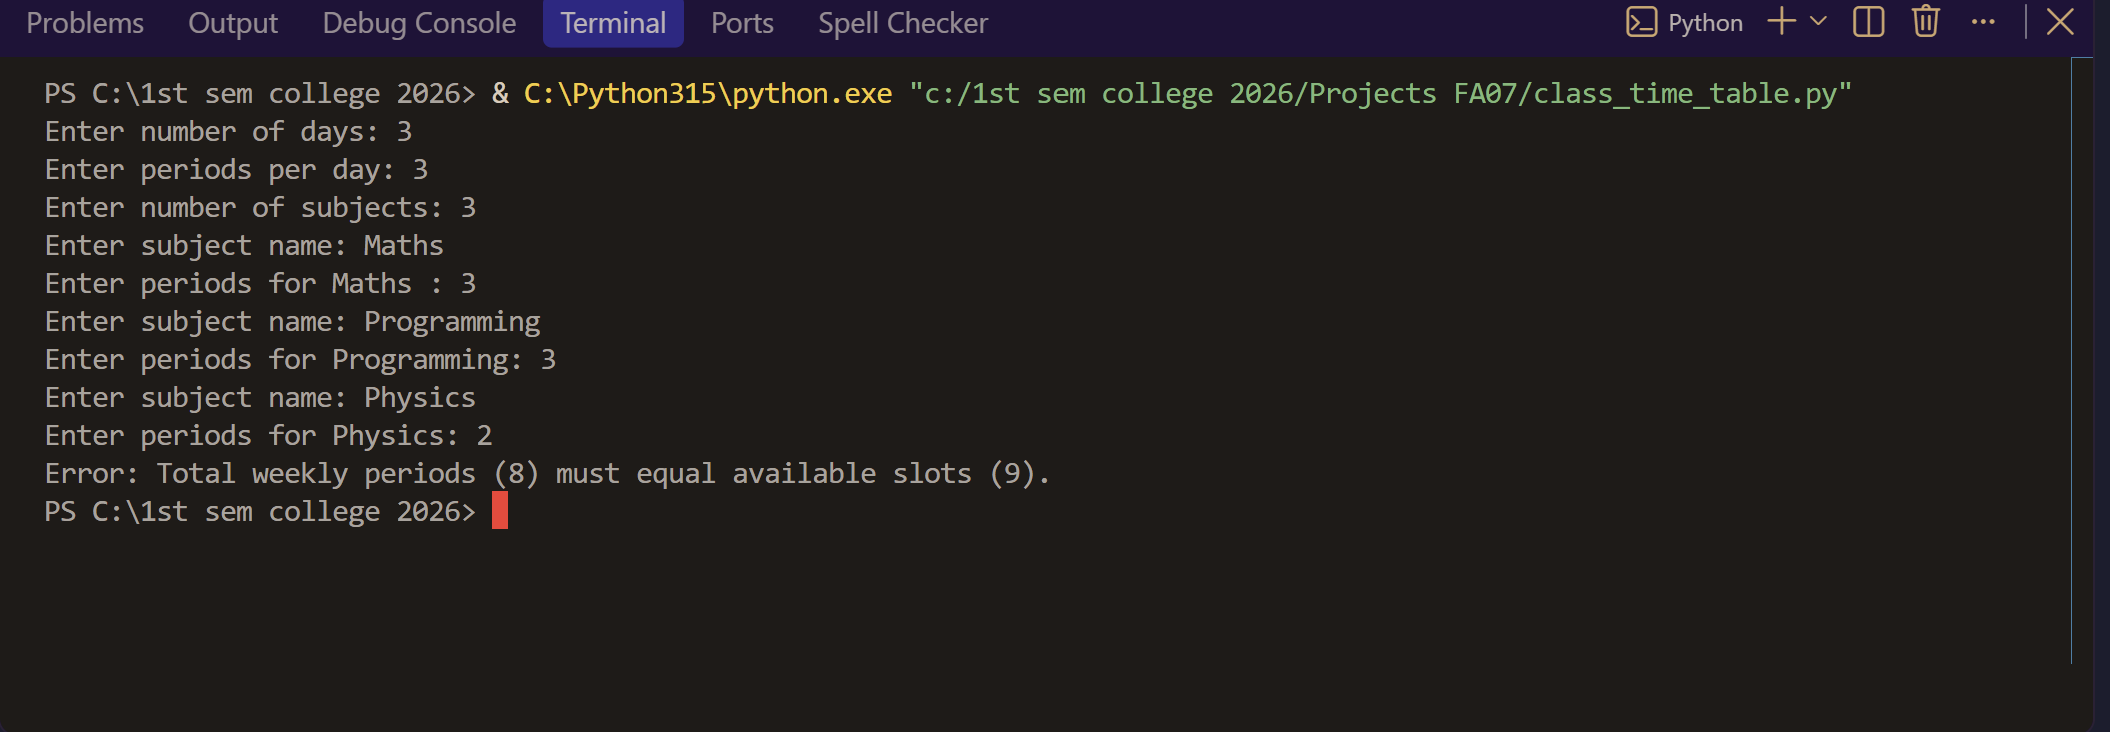 Problems Output Debug Console Terminal Ports Spell Checker Python
PS C:\1st sem college 2026> & C:\Python315\python.exe "c:/1st sem college 2026/Projects FA07/class_time_table.py"
Enter number of days: 3
Enter periods per day: 3
Enter number of subjects: 3
Enter subject name: Maths
Enter periods for Maths : 3
Enter subject name: Programming
Enter periods for Programming: 3
Enter subject name: Physics
Enter periods for Physics: 2
Error: Total weekly periods (8) must equal available slots (9).
PS C:\1st sem college 2026>